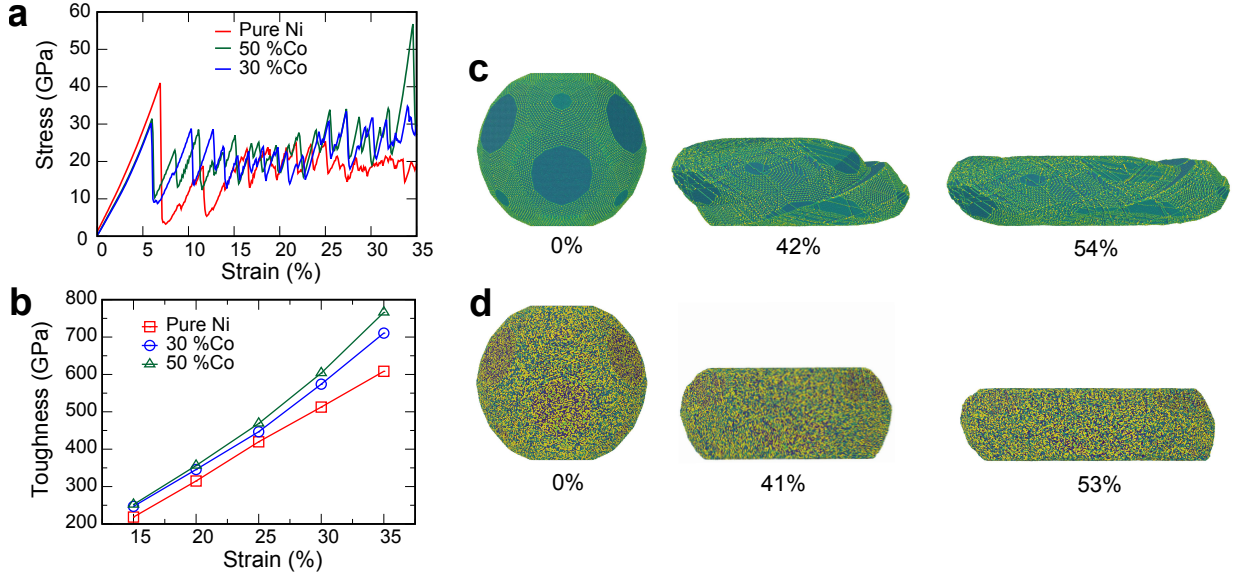 a
60
50
40
30
20
10
0
Stress (GPa)
Pure Ni
50 %Co
30 %Co
0 5 10 15 20 25 30 35
Strain (%)
b
800
700
600
500
400
300
200
Toughness (GPa)
Pure Ni
30 %Co
50 %Co
15 20 25 30 35
Strain (%)
c
0% 42% 54%
d
0% 41% 53%